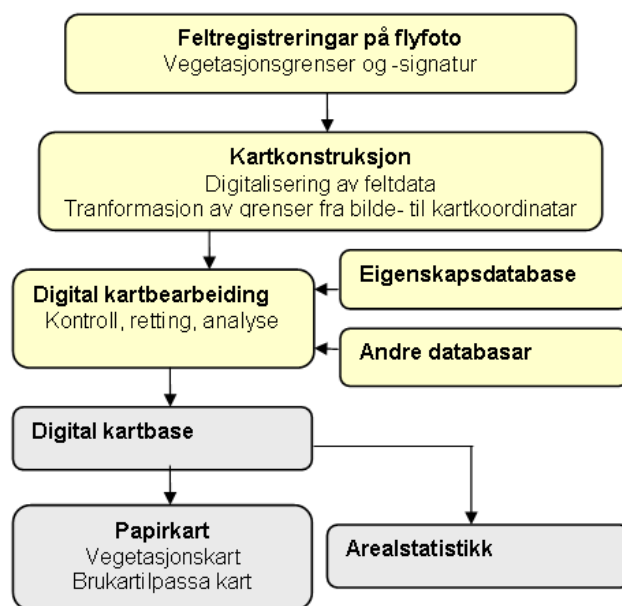 Feltregistreringar på flyfoto
Vegetasjonsgrenser og -signatur
Kartkonstruksjon
Digitalisering av feltdata
Tranformasjon av grenser fra bilde- til kartkoordinatar
Digital kartbearbeiding
Kontroll, retting, analyse
Eigenskapsdatabase
Andre databasar
Digital kartbase
Papirkart
Vegetasjonskart
Brukartilpassa kart
Arealstatistikk